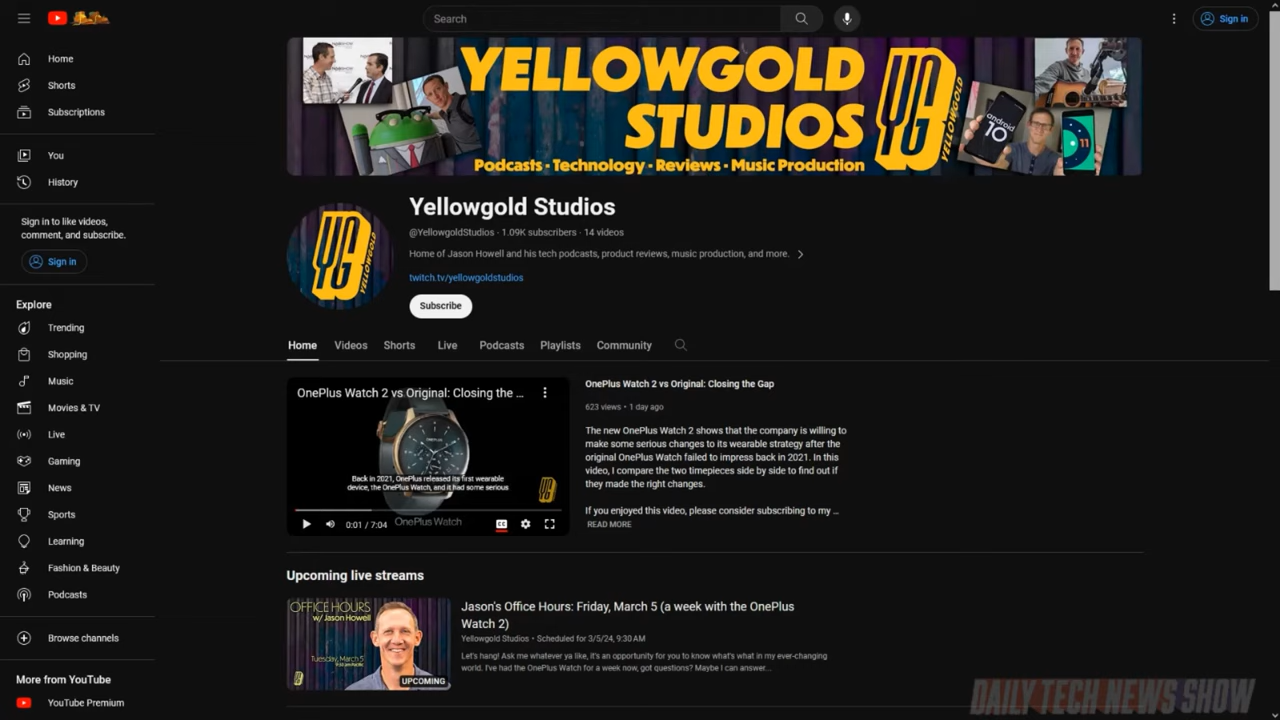 Search
Sign in
Home
Shorts
Subscriptions
You
History
Sign in to like videos,
comment, and subscribe.
Sign in
Explore
Trending
Shopping
Music
Movies & TV
Live
Gaming
News
Sports
Learning
Fashion & Beauty
Podcasts
Browse channels
More from YouTube
YouTube Premium
YELLOWGOLD
STUDIOS
Podcasts · Technology · Reviews · Music Production
YG
YELLOWGOLD
android
10
11
YG
YELLOWGOLD
Yellowgold Studios
@YellowgoldStudios · 1.09K subscribers · 14 videos
Home of Jason Howell and his tech podcasts, product reviews, music production, and more.
twitch.tv/yellowgoldstudios
Subscribe
Home
Videos
Shorts
Live
Podcasts
Playlists
Community
OnePlus Watch 2 vs Original: Closing the ...
Back in 2021, OnePlus released its first wearable
device, the OnePlus Watch, and it had some serious
0:01 / 7:04
OnePlus Watch
CC
OnePlus Watch 2 vs Original: Closing the Gap
623 views • 1 day ago
The new OnePlus Watch 2 shows that the company is willing to
make some serious changes to its wearable strategy after the
original OnePlus Watch failed to impress back in 2021. In this
video, I compare the two timepieces side by side to find out if
they made the right changes.
If you enjoyed this video, please consider subscribing to my ...
READ MORE
Upcoming live streams
OFFICE HOURS
w/ Jason Howell
Tuesday, March 5
UPCOMING
Jason's Office Hours: Friday, March 5 (a week with the OnePlus
Watch 2)
Yellowgold Studios • Scheduled for 3/5/24, 9:30 AM
Let's hang! Ask me whatever ya like, it's an opportunity for you to know what's what in my ever-changing
world. I've had the OnePlus Watch for a week now, got questions? Maybe I can answer...
DAILY TECH NEWS SHOW